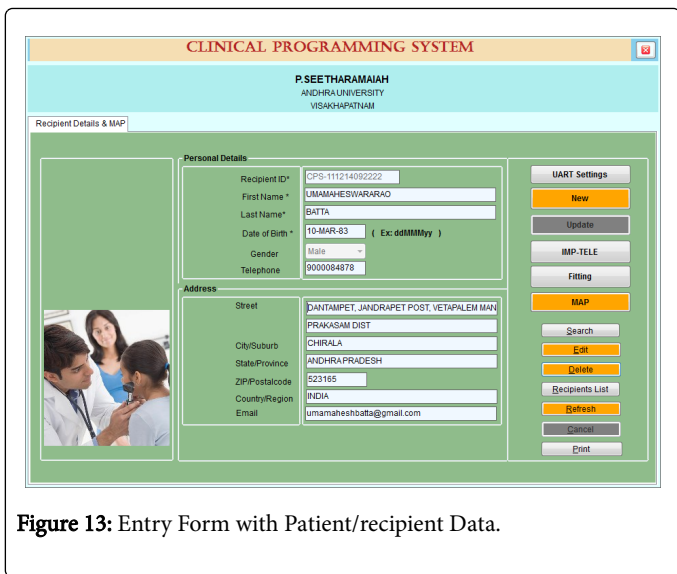 CLINICAL PROGRAMMING SYSTEM
P.SEETHARAMAIAH
ANDHRA UNIVERSITY
VISAKHAPATNAM
Recipient Details & MAP
Personal Details
Recipient ID* CPS-111214092222
First Name * UMAMAHESWARARAO
Last Name* BATTA
Date of Birth * 10-MAR-83 ( Ex: ddMMMyy )
Gender Male
Telephone 9000084878
Address
Street DANTAMPET, JANDRAPET POST, VETAPALEM MAN
PRAKASAM DIST
City/Suburb CHIRALA
State/Province ANDHRA PRADESH
ZIP/Postalcode 523165
Country/Region INDIA
Email umamaheshbatta@gmail.com
UART Settings
New
Update
IMP-TELE
Fitting
MAP
Search
Edit
Delete
Recipients List
Refresh
Cancel
Print
Figure 13: Entry Form with Patient/recipient Data.